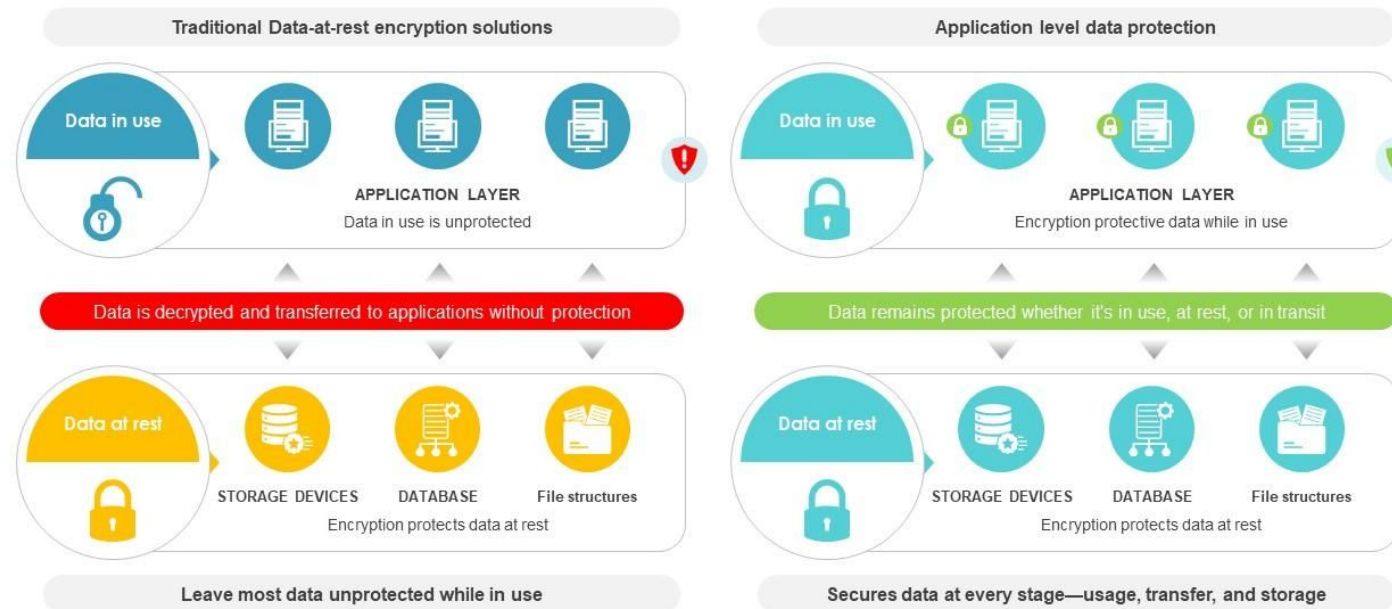 Traditional Data-at-rest encryption solutions
Data in use
APPLICATION LAYER
Data in use is unprotected
Data is decrypted and transferred to applications without protection
Data at rest
STORAGE DEVICES
DATABASE
File structures
Encryption protects data at rest
Leave most data unprotected while in use
Application level data protection
Data in use
APPLICATION LAYER
Encryption protective data while in use
Data remains protected whether it's in use, at rest, or in transit
Data at rest
STORAGE DEVICES
DATABASE
File structures
Encryption protects data at rest
Secures data at every stage—usage, transfer, and storage